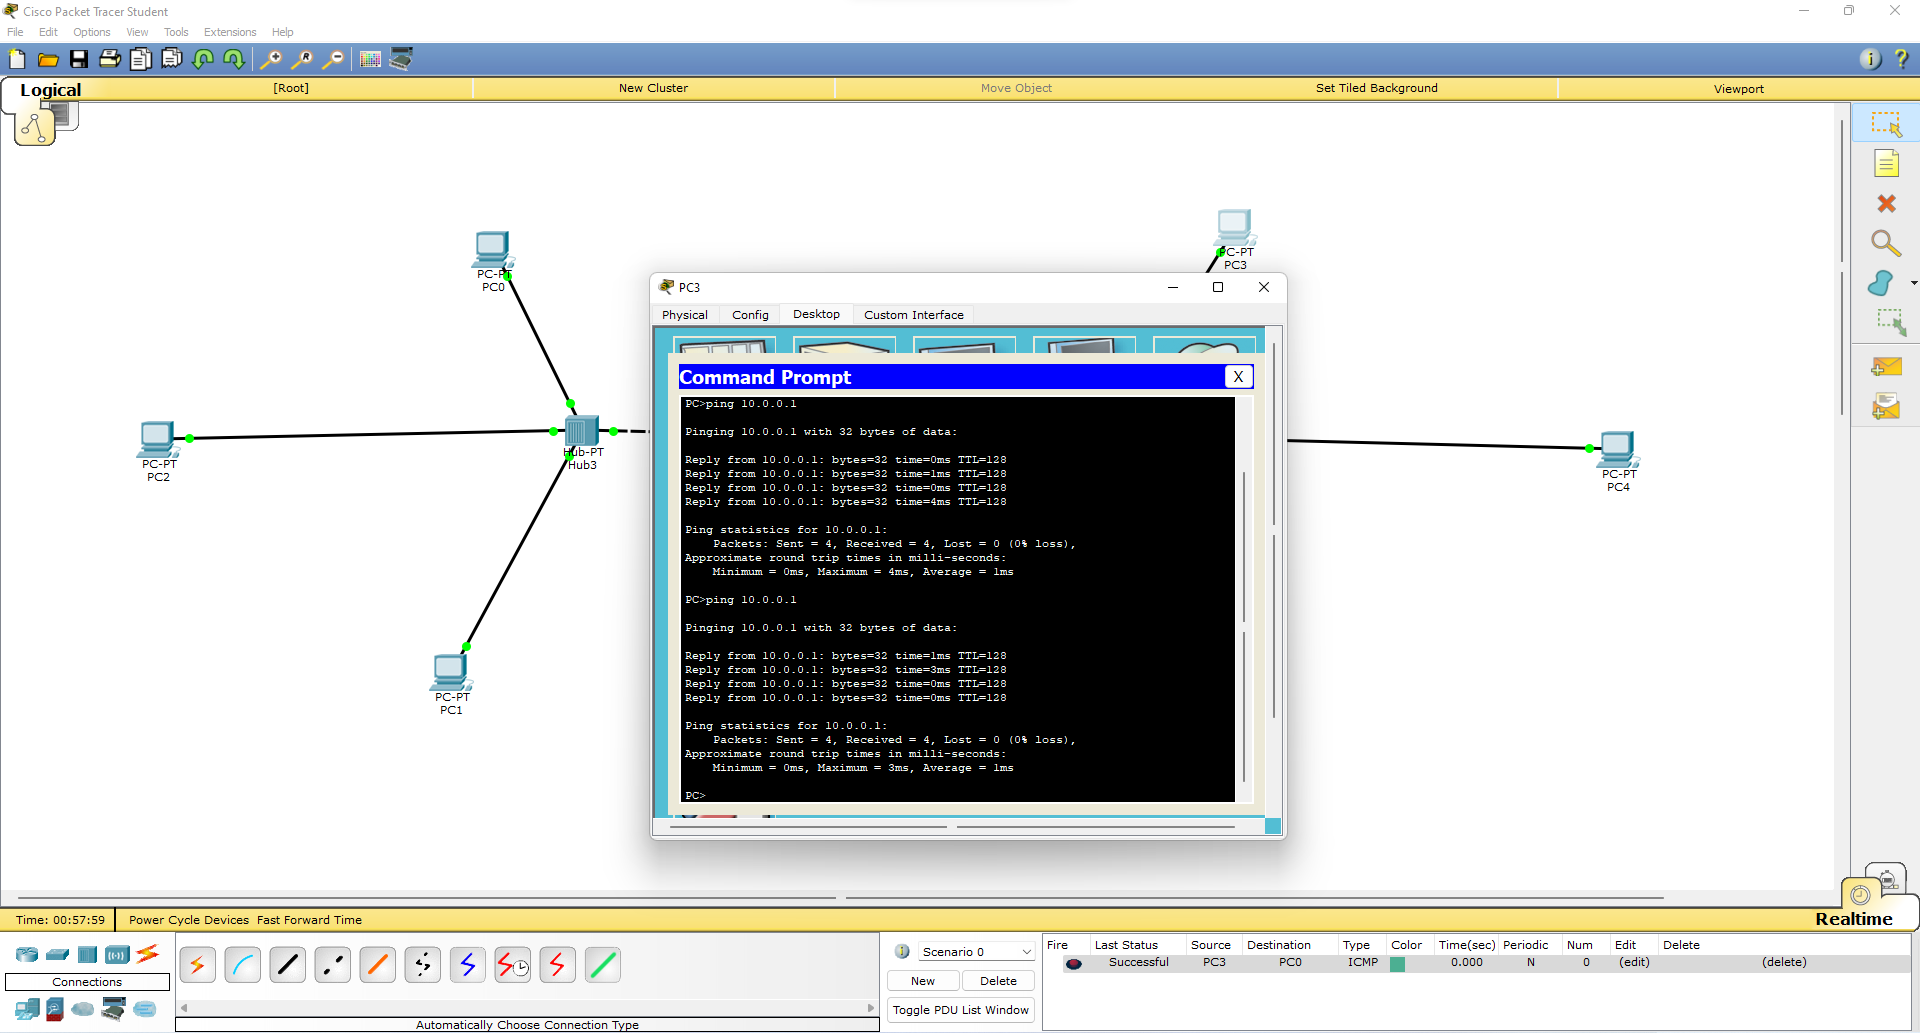 Cisco Packet Tracer Student
File Edit Options View Tools Extensions Help
Logical [Root] New Cluster Move Object Set Tiled Background Viewport
PC-PT
PC0
PC-PT
PC3
PC-PT
PC2
Hub-PT
Hub3
PC-PT
PC1
PC-PT
PC4
PC3
Physical Config Desktop Custom Interface
Command Prompt X
PC>ping 10.0.0.1
Pinging 10.0.0.1 with 32 bytes of data:
Reply from 10.0.0.1: bytes=32 time=0ms TTL=128
Reply from 10.0.0.1: bytes=32 time=1ms TTL=128
Reply from 10.0.0.1: bytes=32 time=0ms TTL=128
Reply from 10.0.0.1: bytes=32 time=4ms TTL=128
Ping statistics for 10.0.0.1:
Packets: Sent = 4, Received = 4, Lost = 0 (0% loss),
Approximate round trip times in milli-seconds:
Minimum = 0ms, Maximum = 4ms, Average = 1ms
PC>ping 10.0.0.1
Pinging 10.0.0.1 with 32 bytes of data:
Reply from 10.0.0.1: bytes=32 time=1ms TTL=128
Reply from 10.0.0.1: bytes=32 time=3ms TTL=128
Reply from 10.0.0.1: bytes=32 time=0ms TTL=128
Reply from 10.0.0.1: bytes=32 time=0ms TTL=128
Ping statistics for 10.0.0.1:
Packets: Sent = 4, Received = 4, Lost = 0 (0% loss),
Approximate round trip times in milli-seconds:
Minimum = 0ms, Maximum = 3ms, Average = 1ms
PC>
Realtime
Time: 00:57:59 Power Cycle Devices Fast Forward Time
Connections
Automatically Choose Connection Type
Scenario 0
New Delete
Toggle PDU List Window
Fire Last Status Source Destination Type Color Time(sec) Periodic Num Edit Delete
Successful PC3 PC0 ICMP 0.000 N 0 (edit) (delete)